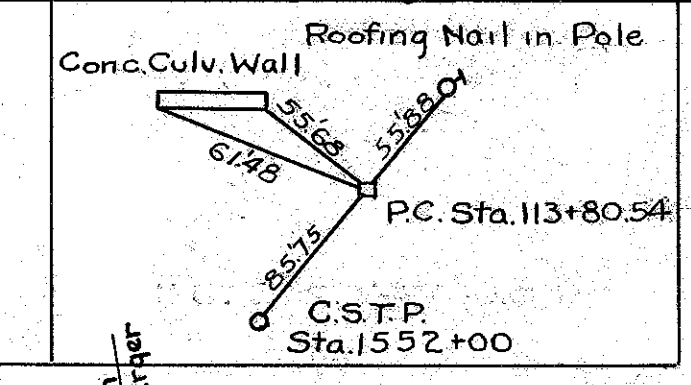 Roofing Nail in Pole
Conc. Culv. Wall
55.'68
55.'88
61.'48
P.C. Sta. 113+80.54
85.'75
C.S.T.P.
Sta. 1552+00